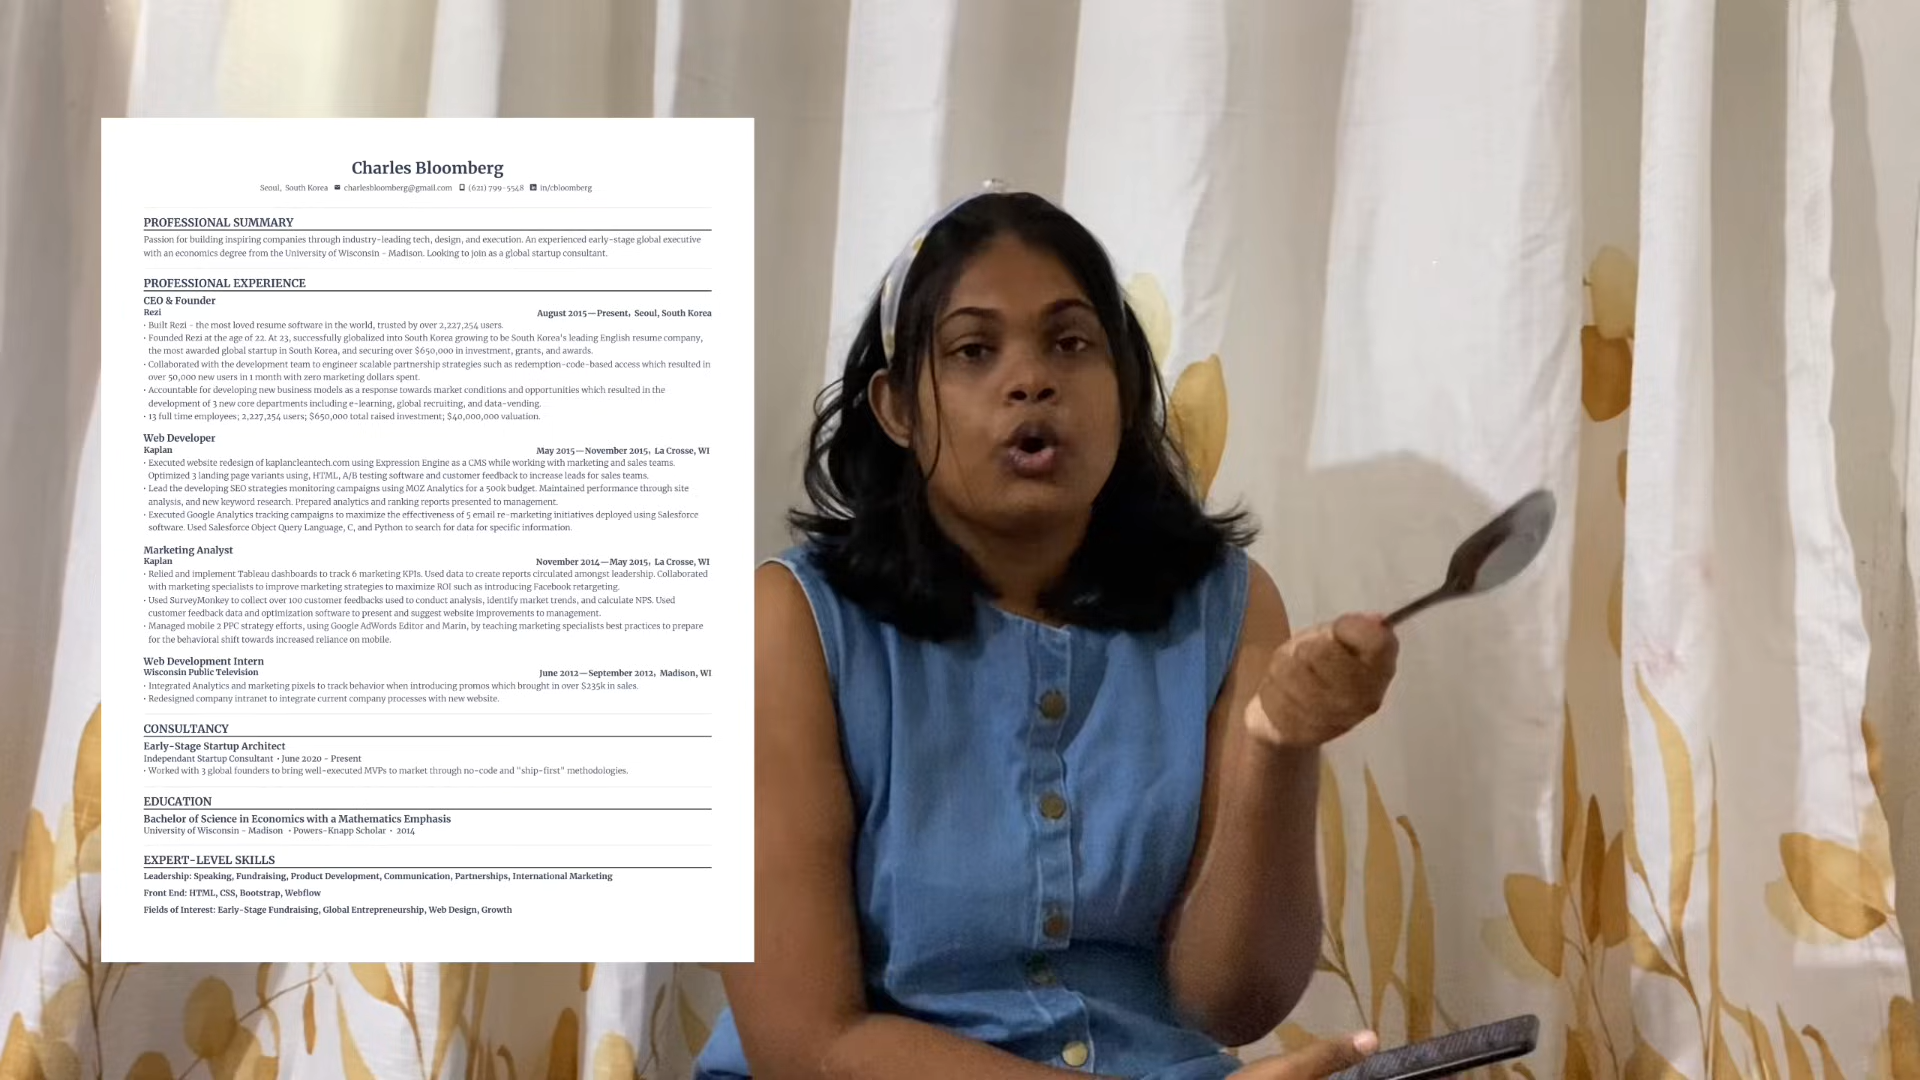 Charles Bloomberg
Seoul, South Korea charlesbloomberg@gmail.com (621) 799-5548 in/cbloomberg
PROFESSIONAL SUMMARY
Passion for building inspiring companies through industry-leading tech, design, and execution. An experienced early-stage global executive
with an economics degree from the University of Wisconsin - Madison. Looking to join as a global startup consultant.
PROFESSIONAL EXPERIENCE
CEO & Founder
Rezi August 2015—Present, Seoul, South Korea
• Built Rezi - the most loved resume software in the world, trusted by over 2,227,254 users.
• Founded Rezi at the age of 22. At 23, successfully globalized into South Korea growing to be South Korea's leading English resume company,
the most awarded global startup in South Korea, and securing over $650,000 in investment, grants, and awards.
• Collaborated with the development team to engineer scalable partnership strategies such as redemption-code-based access which resulted in
over 50,000 new users in 1 month with zero marketing dollars spent.
• Accountable for developing new business models as a response towards market conditions and opportunities which resulted in the
development of 3 new core departments including e-learning, global recruiting, and data-vending.
• 13 full time employees; 2,227,254 users; $650,000 total raised investment; $40,000,000 valuation.
Web Developer
Kaplan May 2015—November 2015, La Crosse, WI
• Executed website redesign of kaplancleantech.com using Expression Engine as a CMS while working with marketing and sales teams.
Optimized 3 landing page variants using, HTML, A/B testing software and customer feedback to increase leads for sales teams.
• Lead the developing SEO strategies monitoring campaigns using MOZ Analytics for a 500k budget. Maintained performance through site
analysis, and new keyword research. Prepared analytics and ranking reports presented to management.
• Executed Google Analytics tracking campaigns to maximize the effectiveness of 5 email re-marketing initiatives deployed using Salesforce
software. Used Salesforce Object Query Language, C, and Python to search for data for specific information.
Marketing Analyst
Kaplan November 2014—May 2015, La Crosse, WI
• Relied and implement Tableau dashboards to track 6 marketing KPIs. Used data to create reports circulated amongst leadership. Collaborated
with marketing specialists to improve marketing strategies to maximize ROI such as introducing Facebook retargeting.
• Used SurveyMonkey to collect over 100 customer feedbacks used to conduct analysis, identify market trends, and calculate NPS. Used
customer feedback data and optimization software to present and suggest website improvements to management.
• Managed mobile 2 PPC strategy efforts, using Google AdWords Editor and Marin, by teaching marketing specialists best practices to prepare
for the behavioral shift towards increased reliance on mobile.
Web Development Intern
Wisconsin Public Television June 2012—September 2012, Madison, WI
• Integrated Analytics and marketing pixels to track behavior when introducing promos which brought in over $235k in sales.
• Redesigned company intranet to integrate current company processes with new website.
CONSULTANCY
Early-Stage Startup Architect
Independant Startup Consultant • June 2020 - Present
• Worked with 3 global founders to bring well-executed MVPs to market through no-code and "ship-first" methodologies.
EDUCATION
Bachelor of Science in Economics with a Mathematics Emphasis
University of Wisconsin - Madison • Powers-Knapp Scholar • 2014
EXPERT-LEVEL SKILLS
Leadership: Speaking, Fundraising, Product Development, Communication, Partnerships, International Marketing
Front End: HTML, CSS, Bootstrap, Webflow
Fields of Interest: Early-Stage Fundraising, Global Entrepreneurship, Web Design, Growth